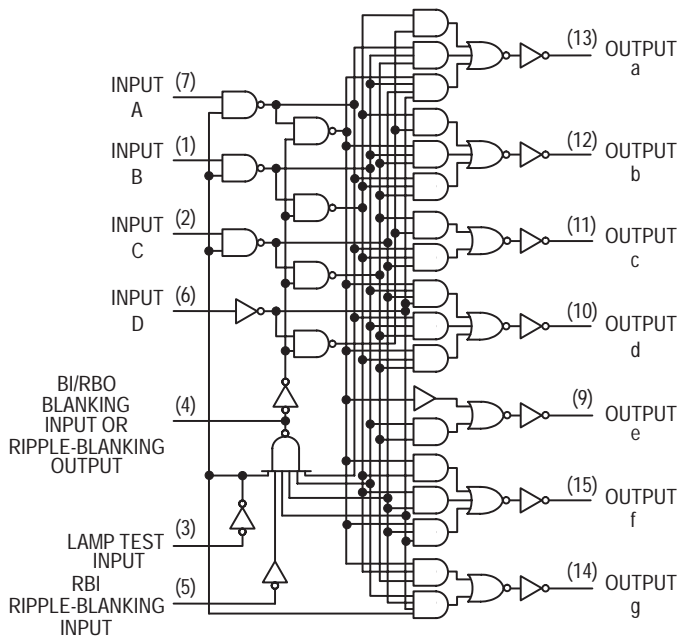 (13)
OUTPUT
a
INPUT (7)
A
INPUT (1)
B
(12)
OUTPUT
b
INPUT (2)
C
(11)
OUTPUT
c
INPUT (6)
D
(10)
OUTPUT
d
BI/RBO
BLANKING
INPUT OR
RIPPLE-BLANKING
OUTPUT
(4)
(9)
OUTPUT
e
(15)
OUTPUT
f
(3)
LAMP TEST
INPUT
RBI
RIPPLE-BLANKING
INPUT
(5)
(14)
OUTPUT
g